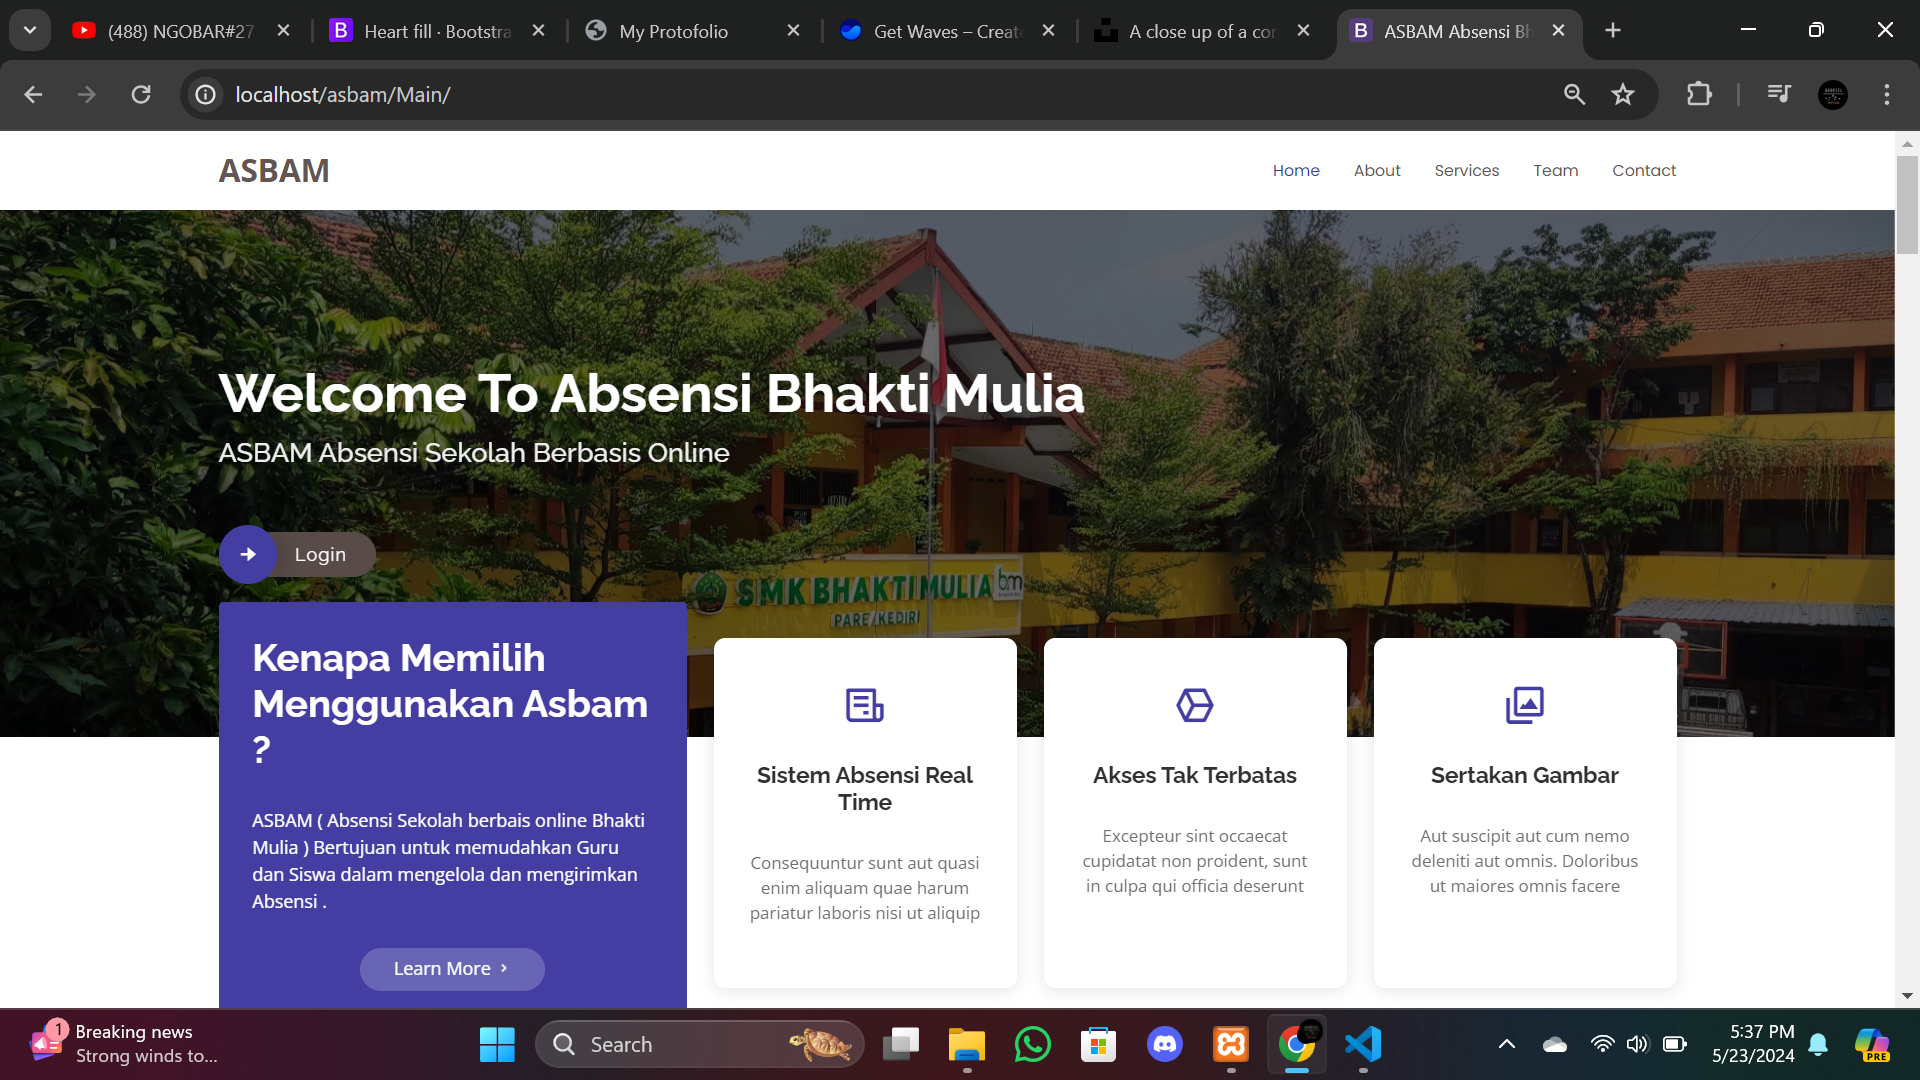 (488) NGOBAR#27
Heart fill · Bootstra
My Protofolio
Get Waves – Create
A close up of a cor
ASBAM Absensi Bh
localhost/asbam/Main/
ASBAM
Home
About
Services
Team
Contact
Welcome To Absensi Bhakti Mulia
ASBAM Absensi Sekolah Berbasis Online
Login
SMK BHAKTI MULIA
bm
PARE/KEDIRI
Kenapa Memilih
Menggunakan Asbam
?
ASBAM ( Absensi Sekolah berbais online Bhakti
Mulia ) Bertujuan untuk memudahkan Guru
dan Siswa dalam mengelola dan mengirimkan
Absensi .
Learn More
Sistem Absensi Real
Time
Consequuntur sunt aut quasi
enim aliquam quae harum
pariatur laboris nisi ut aliquip
Akses Tak Terbatas
Excepteur sint occaecat
cupidatat non proident, sunt
in culpa qui officia deserunt
Sertakan Gambar
Aut suscipit aut cum nemo
deleniti aut omnis. Doloribus
ut maiores omnis facere
1
Breaking news
Strong winds to...
Search
5:37 PM
5/23/2024
PRE